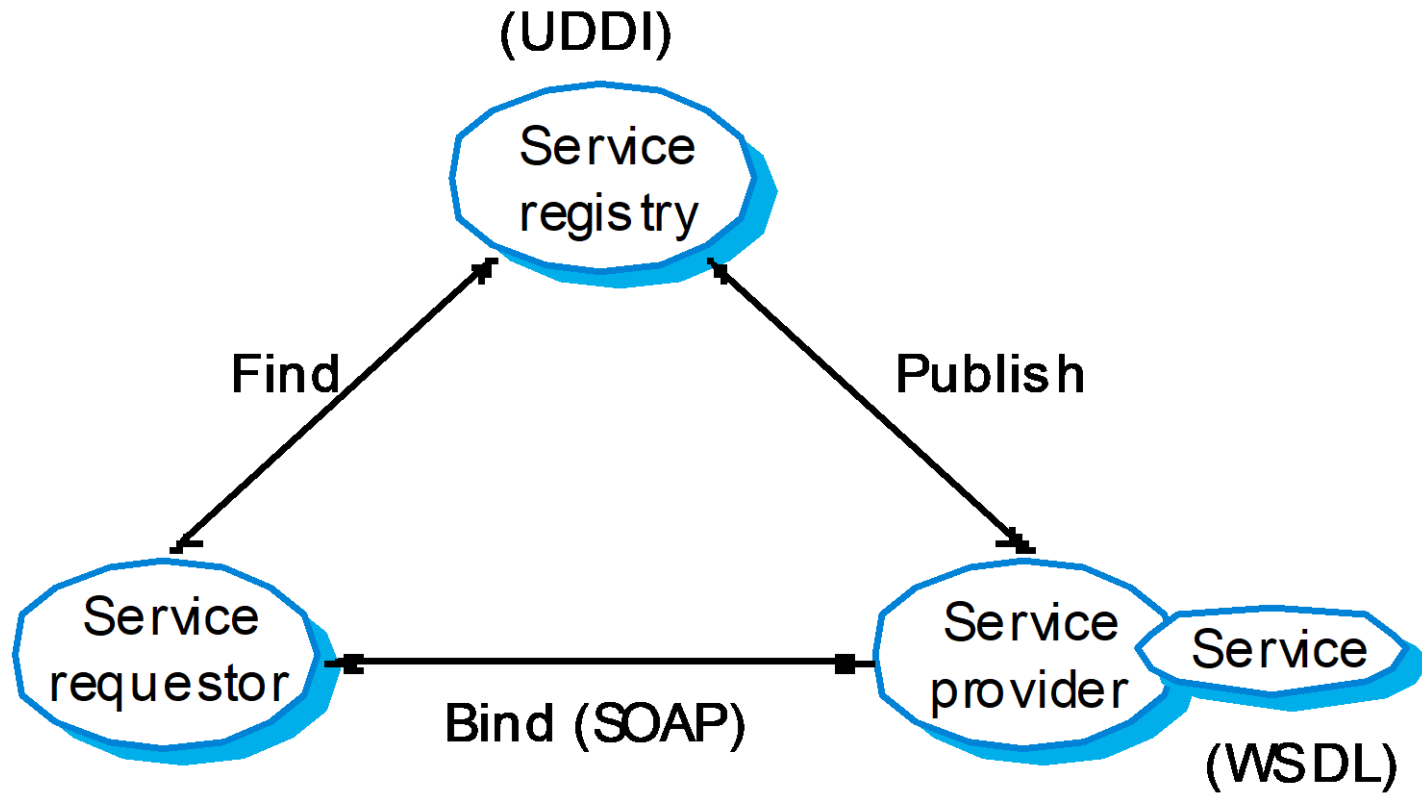 (UDDI)
Service
registry
Find
Publish
Service
requestor
Bind (SOAP)
Service
provider
Service
(WSDL)